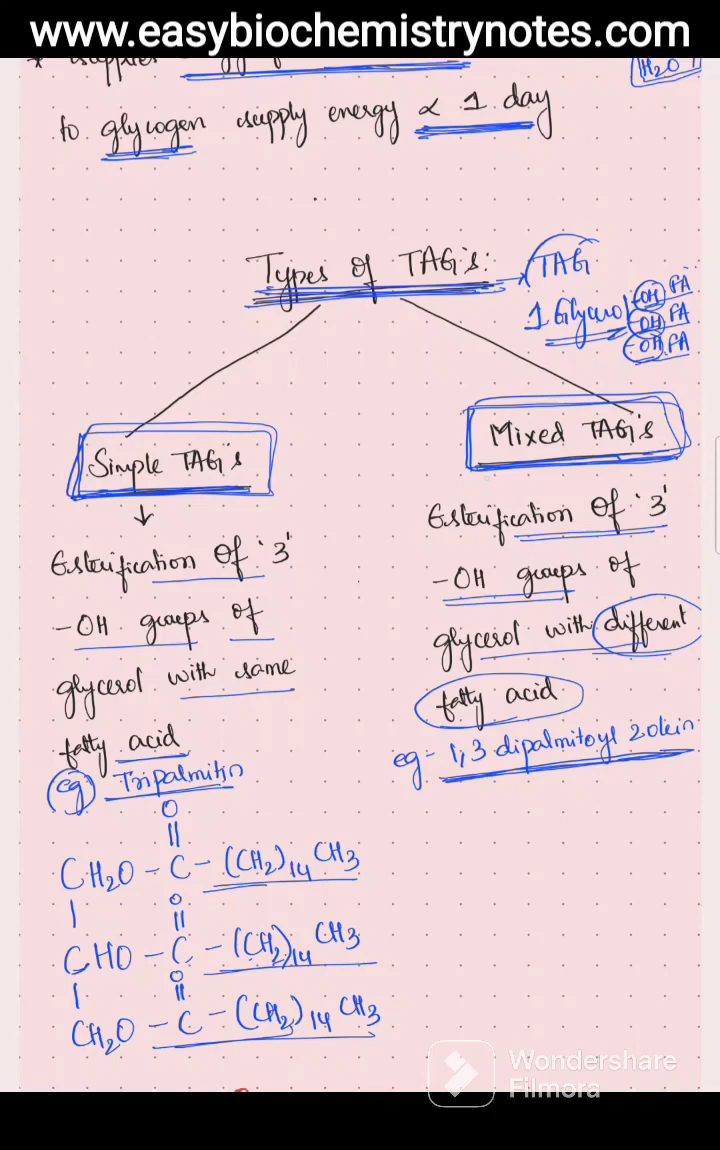 www.easybiochemistrynotes.com
H2O
to glycogen supply energy ∝ 1 day
Types of TAG's:
TAG
1 Glycerol
OH FA
OH FA
OH FA
Simple TAG's
Esterification of '3'
- OH groups of
glycerol with same
fatty acid
eg Tripalmitin
O
||
CH2O - C - (CH2)14 CH3
|
O
||
CHO - C - (CH2)14 CH3
|
O
||
CH2O - C - (CH2)14 CH3
Mixed TAG's
Esterification of '3'
- OH groups of
glycerol with different
fatty acid
eg - 1,3 dipalmitoyl 2 olein
Wondershare
Filmora